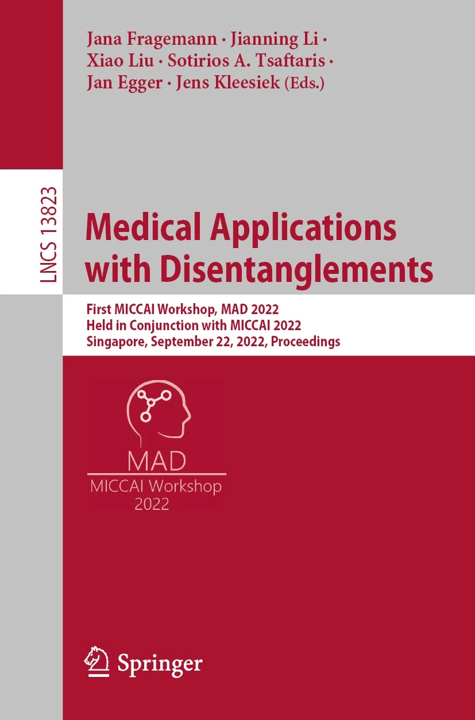 Jana Fragemann · Jianning Li ·
Xiao Liu · Sotirios A. Tsaftaris ·
Jan Egger · Jens Kleesiek (Eds.)
LNCS 13823
Medical Applications
with Disentanglements
First MICCAI Workshop, MAD 2022
Held in Conjunction with MICCAI 2022
Singapore, September 22, 2022, Proceedings
MAD
MICCAI Workshop
2022
Springer